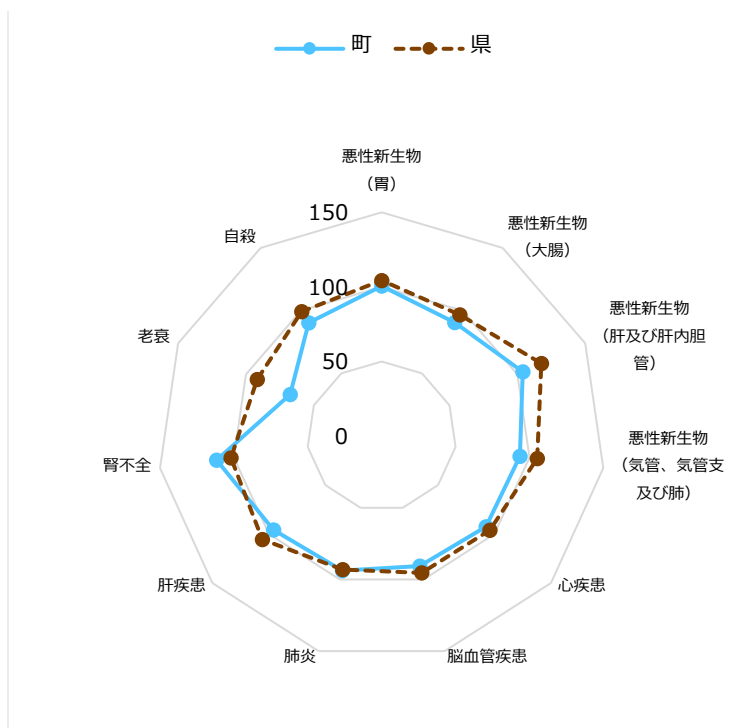 町 県
悪性新生物
（胃）
悪性新生物
（大腸）
悪性新生物
（肝及び肝内胆
管）
悪性新生物
（気管、気管支
及び肺）
心疾患
脳血管疾患
肺炎
肝疾患
腎不全
老衰
自殺
150
100
50
0